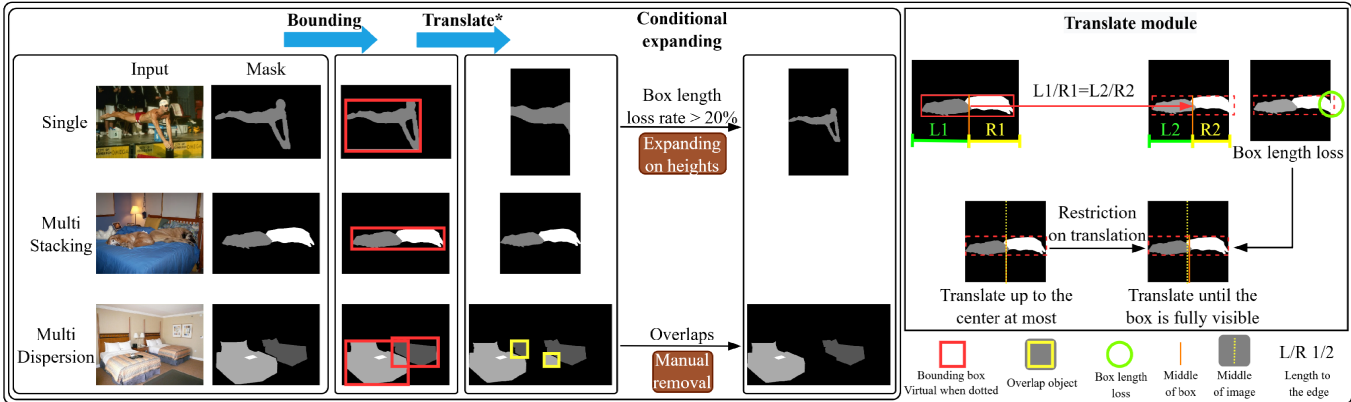 Bounding
Translate*
Conditional
expanding
Input
Mask
Single
Box length
loss rate > 20%
Expanding
on heights
Multi
Stacking
Multi
Dispersion
Overlaps
Manual
removal
Translate module
L1/R1=L2/R2
L1
R1
L2
R2
Box length loss
Restriction
on translation
Translate up to the
center at most
Translate until the
box is fully visible
Bounding box
Virtual when dotted
Overlap object
Box length
loss
Middle
of box
Middle
of image
L/R 1/2
Length to
the edge